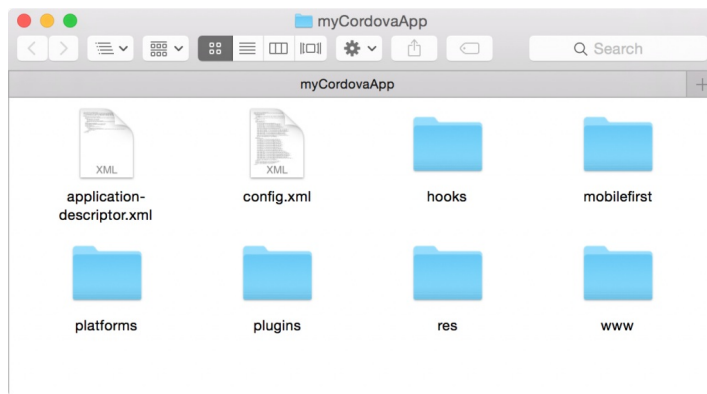 myCordovaApp
Search
myCordovaApp
XML
XML
application-
descriptor.xml
config.xml
hooks
mobilefirst
platforms
plugins
res
www